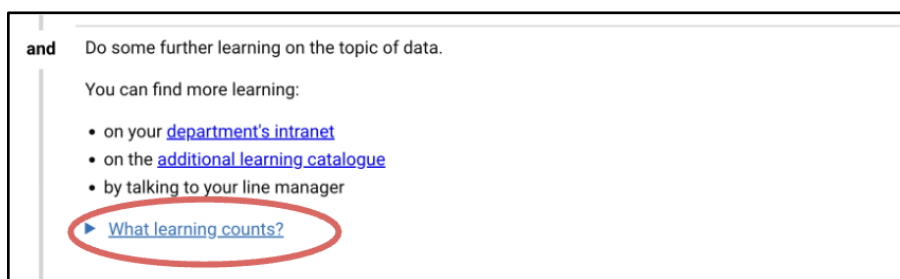 and Do some further learning on the topic of data.
You can find more learning:
• on your department's intranet
• on the additional learning catalogue
• by talking to your line manager
► What learning counts?